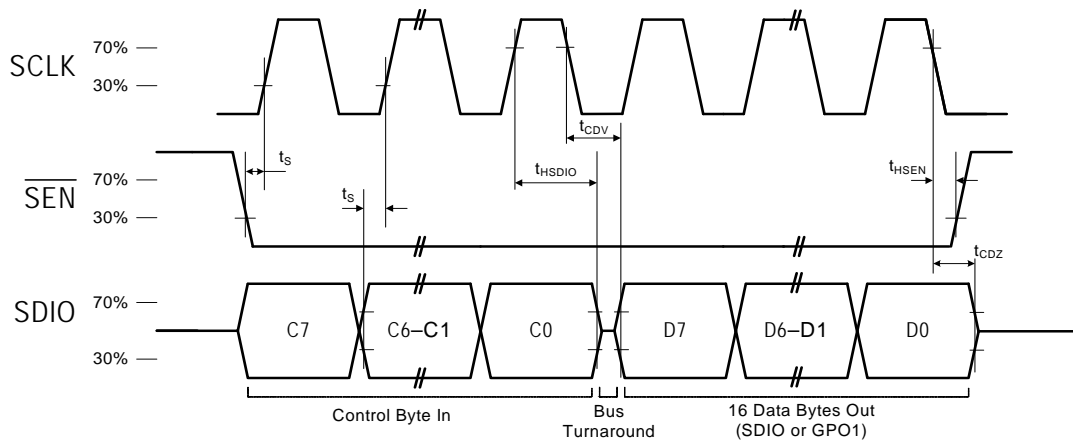 SCLK
70%
30%
tCDV
tS
tHSDIO
SEN
70%
30%
tS
tHSEN
tCDZ
SDIO
70%
30%
C7
C6–C1
C0
D7
D6–D1
D0
Control Byte In
Bus
Turnaround
16 Data Bytes Out
(SDIO or GPO1)